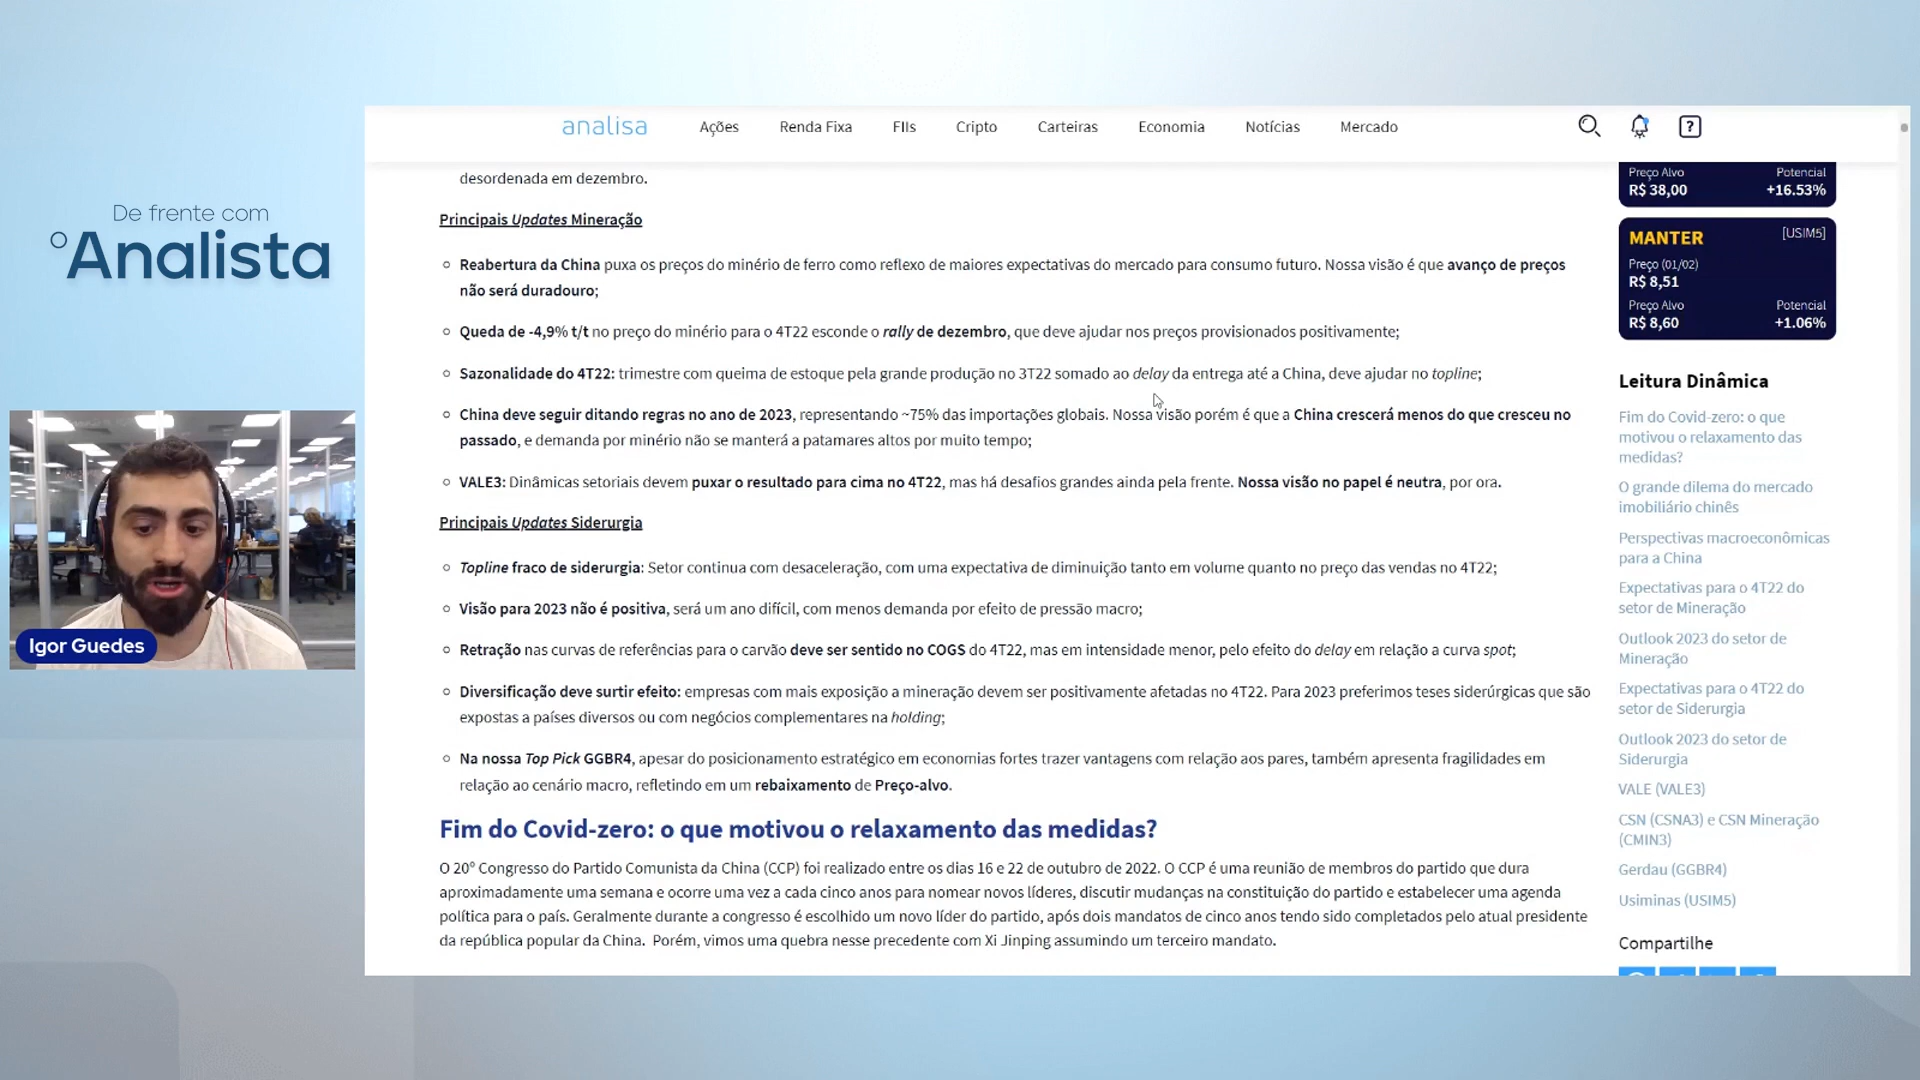 De frente com
°Analista
Igor Guedes
analisa
Ações
Renda Fixa
FIIs
Cripto
Carteiras
Economia
Notícias
Mercado
?
desordenada em dezembro.
Principais Updates Mineração
Reabertura da China puxa os preços do minério de ferro como reflexo de maiores expectativas do mercado para consumo futuro. Nossa visão é que avanço de preços
não será duradouro;
Queda de -4,9% t/t no preço do minério para o 4T22 esconde o rally de dezembro, que deve ajudar nos preços provisionados positivamente;
Sazonalidade do 4T22: trimestre com queima de estoque pela grande produção no 3T22 somado ao delay da entrega até a China, deve ajudar no topline;
China deve seguir ditando regras no ano de 2023, representando ~75% das importações globais. Nossa visão porém é que a China crescerá menos do que cresceu no
passado, e demanda por minério não se manterá a patamares altos por muito tempo;
VALE3: Dinâmicas setoriais devem puxar o resultado para cima no 4T22, mas há desafios grandes ainda pela frente. Nossa visão no papel é neutra, por ora.
Principais Updates Siderurgia
Topline fraco de siderurgia: Setor continua com desaceleração, com uma expectativa de diminuição tanto em volume quanto no preço das vendas no 4T22;
Visão para 2023 não é positiva, será um ano difícil, com menos demanda por efeito de pressão macro;
Retração nas curvas de referências para o carvão deve ser sentido no COGS do 4T22, mas em intensidade menor, pelo efeito do delay em relação a curva spot;
Diversificação deve surtir efeito: empresas com mais exposição a mineração devem ser positivamente afetadas no 4T22. Para 2023 preferimos teses siderúrgicas que são
expostas a países diversos ou com negócios complementares na holding;
Na nossa Top Pick GGBR4, apesar do posicionamento estratégico em economias fortes trazer vantagens com relação aos pares, também apresenta fragilidades em
relação ao cenário macro, refletindo em um rebaixamento de Preço-alvo.
Fim do Covid-zero: o que motivou o relaxamento das medidas?
O 20º Congresso do Partido Comunista da China (CCP) foi realizado entre os dias 16 e 22 de outubro de 2022. O CCP é uma reunião de membros do partido que dura
aproximadamente uma semana e ocorre uma vez a cada cinco anos para nomear novos líderes, discutir mudanças na constituição do partido e estabelecer uma agenda
política para o país. Geralmente durante a congresso é escolhido um novo líder do partido, após dois mandatos de cinco anos tendo sido completados pelo atual presidente
da república popular da China. Porém, vimos uma quebra nesse precedente com Xi Jinping assumindo um terceiro mandato.
Preço Alvo Potencial
R$ 38,00 +16.53%
MANTER [USIM5]
Preço (01/02)
R$ 8,51
Preço Alvo Potencial
R$ 8,60 +1.06%
Leitura Dinâmica
Fim do Covid-zero: o que
motivou o relaxamento das
medidas?
O grande dilema do mercado
imobiliário chinês
Perspectivas macroeconômicas
para a China
Expectativas para o 4T22 do
setor de Mineração
Outlook 2023 do setor de
Mineração
Expectativas para o 4T22 do
setor de Siderurgia
Outlook 2023 do setor de
Siderurgia
VALE (VALE3)
CSN (CSNA3) e CSN Mineração
(CMIN3)
Gerdau (GGBR4)
Usiminas (USIM5)
Compartilhe